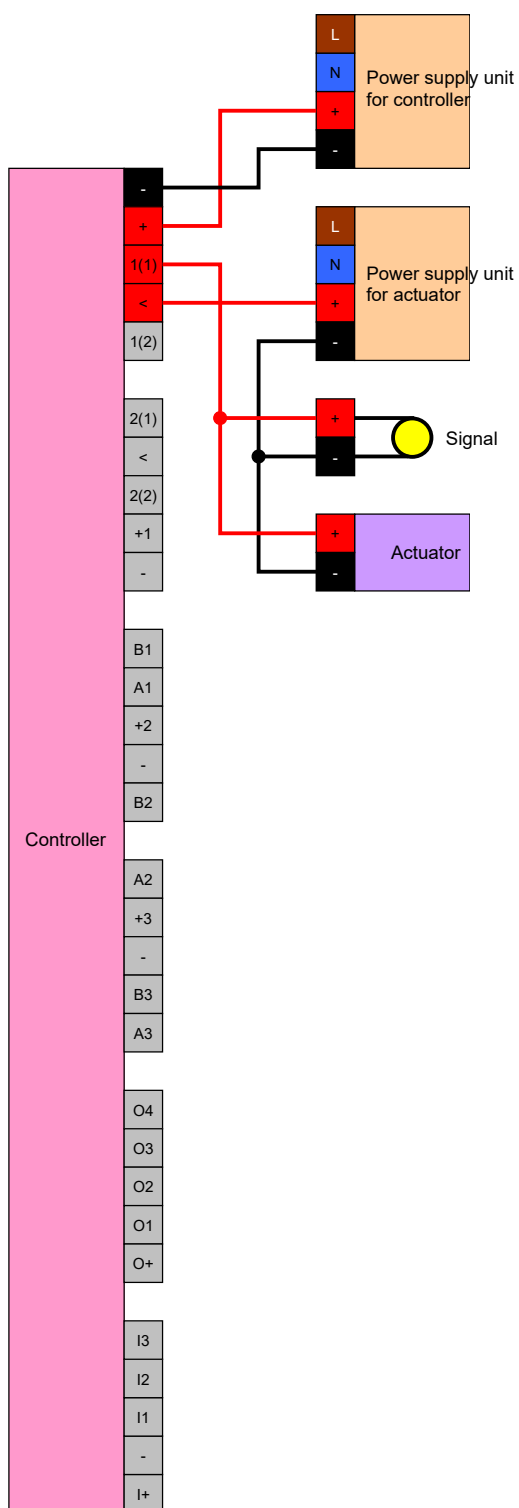 L
N
Power supply unit
for controller
+
-
-
+
1(1)
<
1(2)
L
N
Power supply unit
for actuator
+
-
2(1)
<
2(2)
+1
-
+
-
Signal
+
-
Actuator
B1
A1
+2
-
B2
Controller
A2
+3
-
B3
A3
O4
O3
O2
O1
O+
I3
I2
I1
-
I+